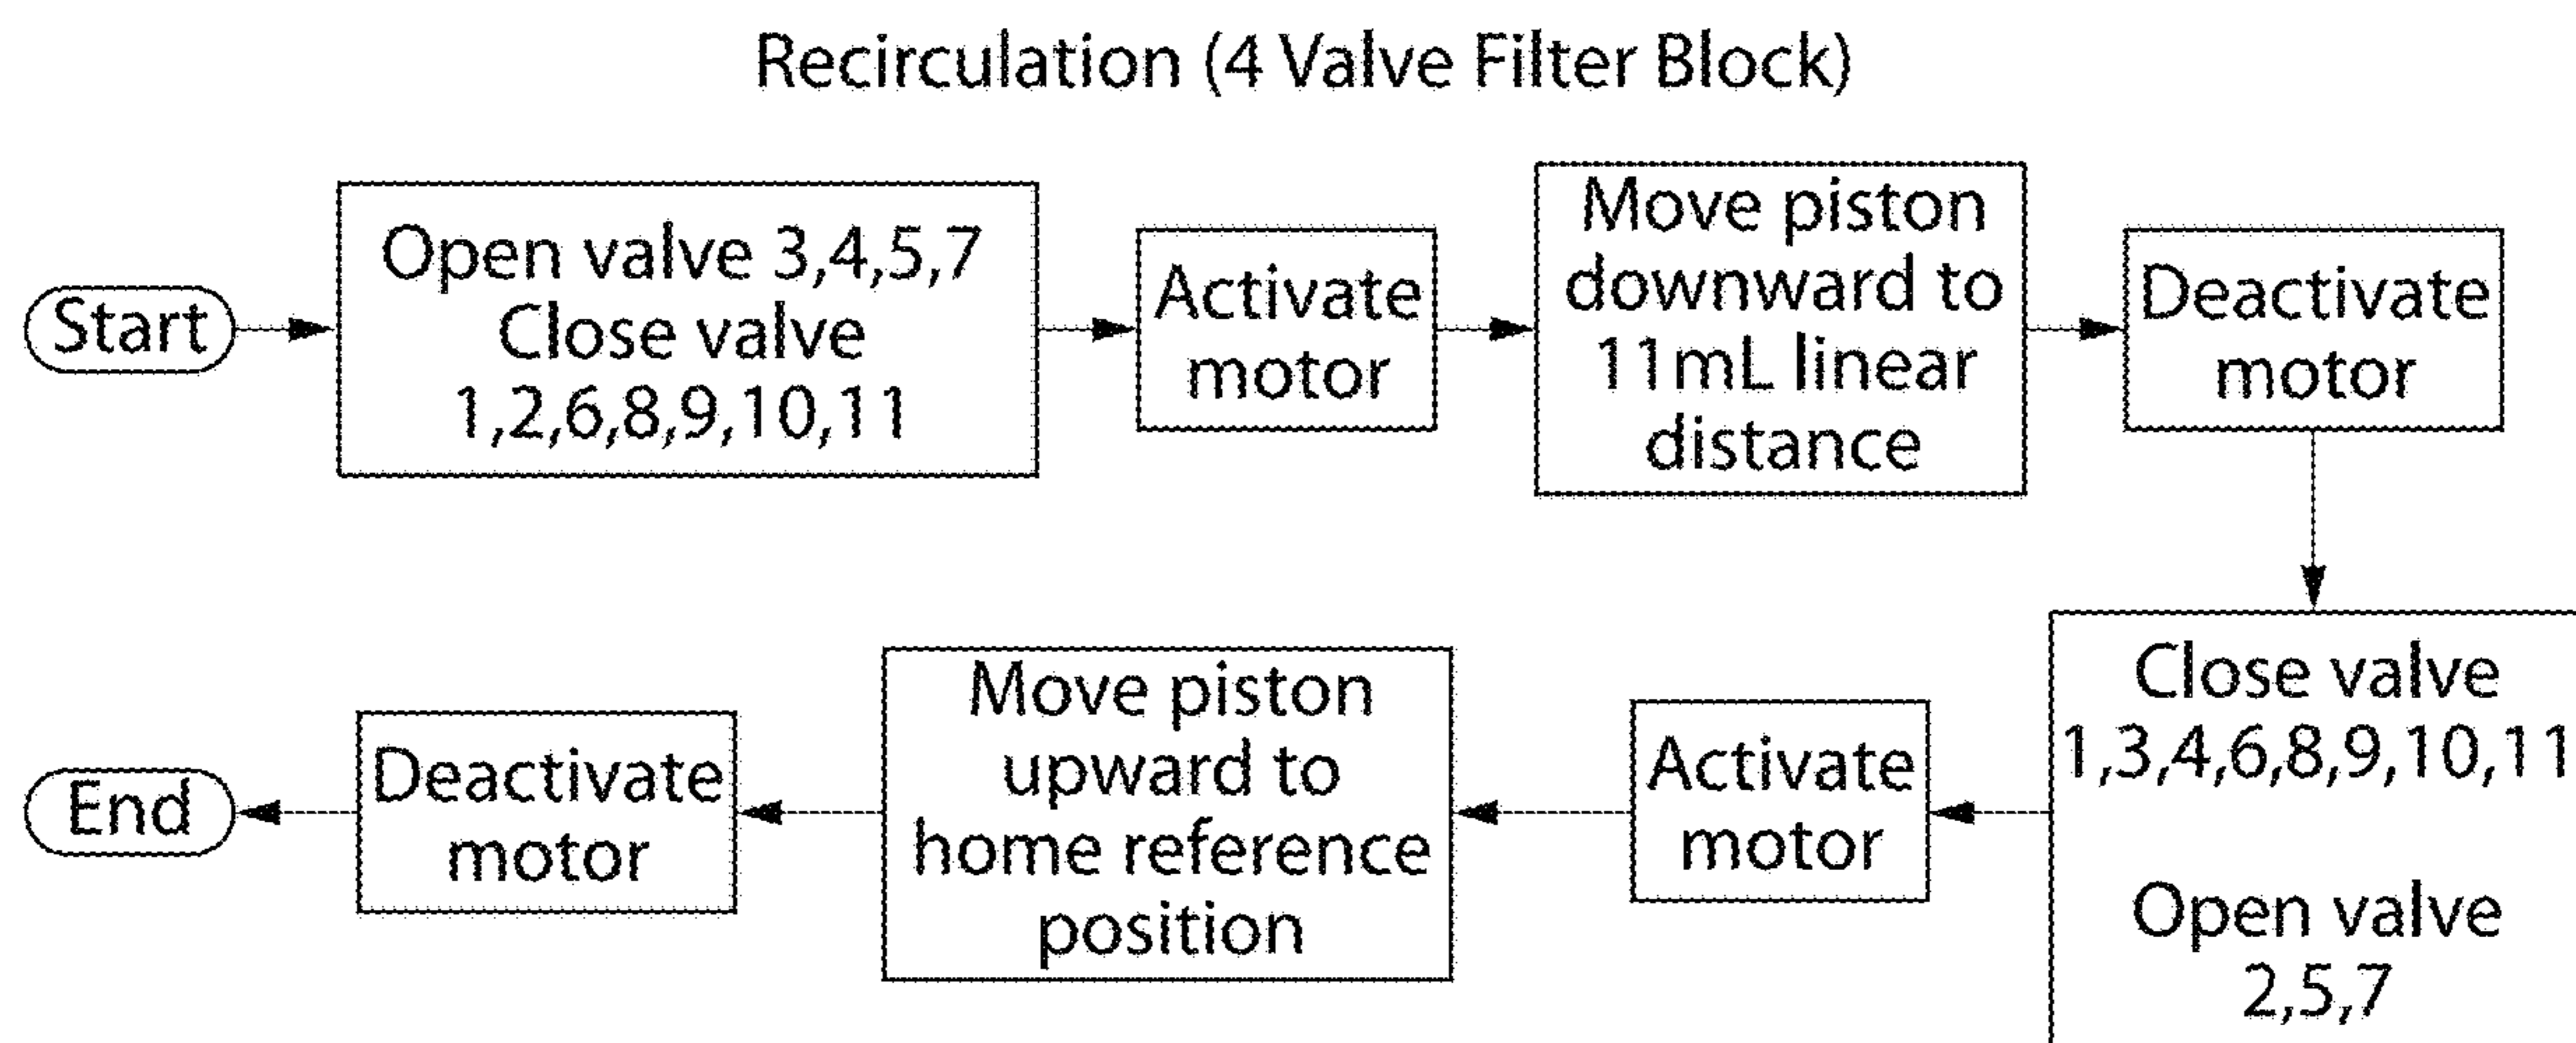 Recirculation (4 Valve Filter Block)
Start
Open valve 3,4,5,7
Close valve
1,2,6,8,9,10,11
Activate
motor
Move piston
downward to
11mL linear
distance
Deactivate
motor
Close valve
1,3,4,6,8,9,10,11
Open valve
2,5,7
Activate
motor
Move piston
upward to
home reference
position
Deactivate
motor
End